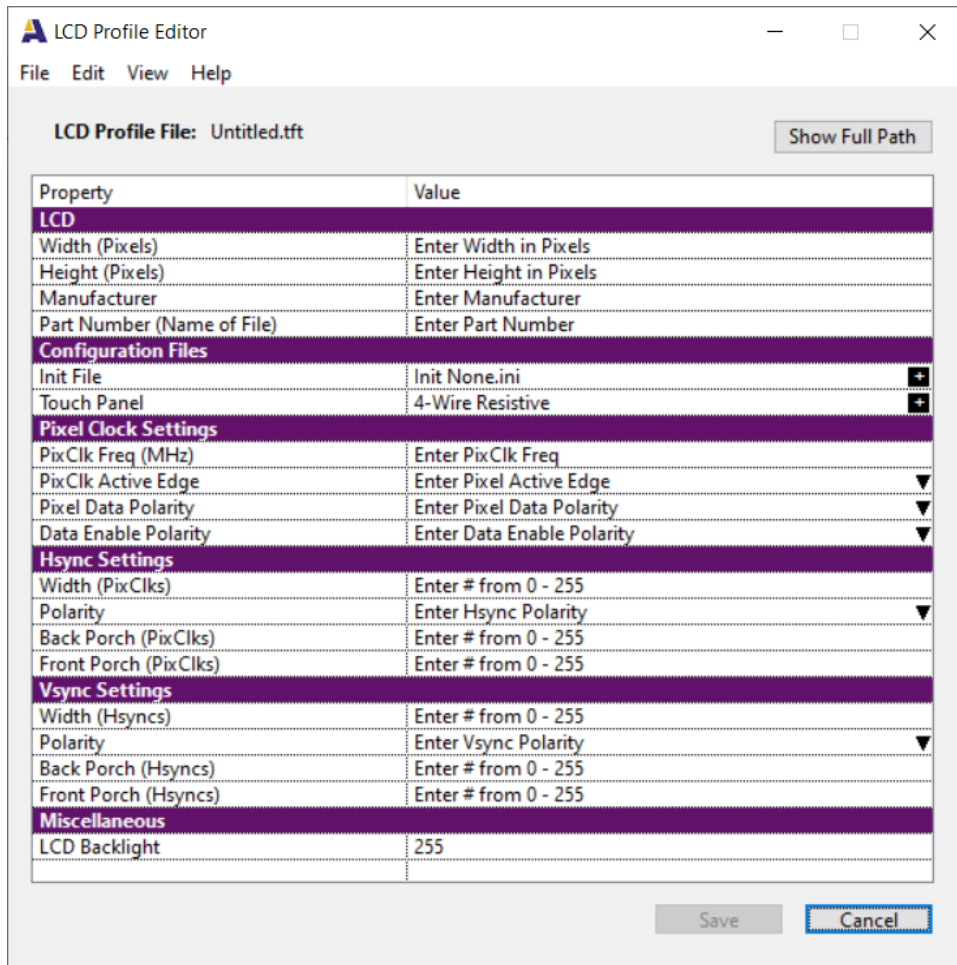 LCD Profile Editor
File Edit View Help
LCD Profile File: Untitled.tft
Show Full Path
Property Value
LCD
Width (Pixels) Enter Width in Pixels
Height (Pixels) Enter Height in Pixels
Manufacturer Enter Manufacturer
Part Number (Name of File) Enter Part Number
Configuration Files
Init File Init None.ini
Touch Panel 4-Wire Resistive
Pixel Clock Settings
PixClk Freq (MHz) Enter PixClk Freq
PixClk Active Edge Enter Pixel Active Edge
Pixel Data Polarity Enter Pixel Data Polarity
Data Enable Polarity Enter Data Enable Polarity
Hsync Settings
Width (PixClks) Enter # from 0 - 255
Polarity Enter Hsync Polarity
Back Porch (PixClks) Enter # from 0 - 255
Front Porch (PixClks) Enter # from 0 - 255
Vsync Settings
Width (Hsyncs) Enter # from 0 - 255
Polarity Enter Vsync Polarity
Back Porch (Hsyncs) Enter # from 0 - 255
Front Porch (Hsyncs) Enter # from 0 - 255
Miscellaneous
LCD Backlight 255
Save Cancel